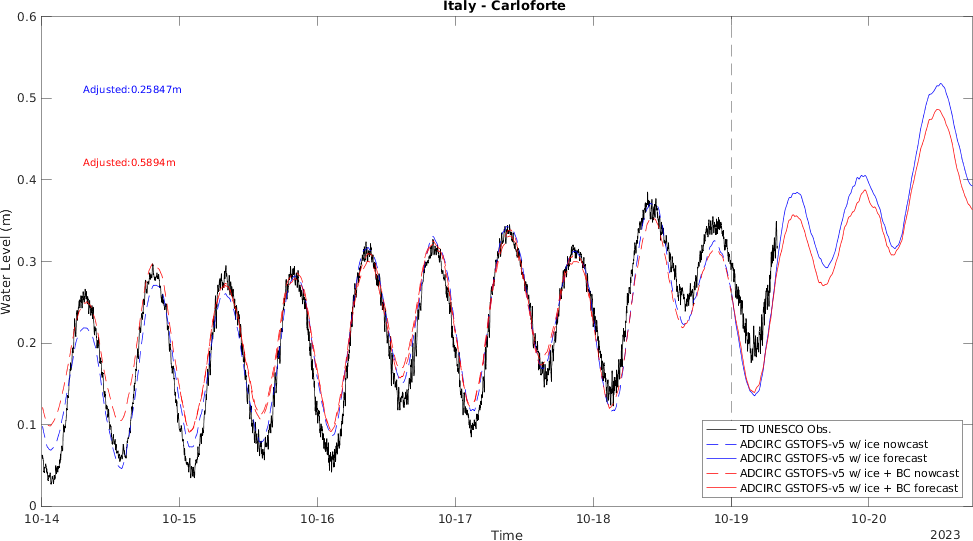 Italy - Carloforte
0.6
0.5
0.4
0.3
0.2
0.1
0
Water Level (m)
Adjusted:0.25847m
Adjusted:0.5894m
TD UNESCO Obs.
ADCIRC GSTOFS-v5 w/ ice nowcast
ADCIRC GSTOFS-v5 w/ ice forecast
ADCIRC GSTOFS-v5 w/ ice + BC nowcast
ADCIRC GSTOFS-v5 w/ ice + BC forecast
10-14 10-15 10-16 10-17 10-18 10-19 10-20
Time
2023